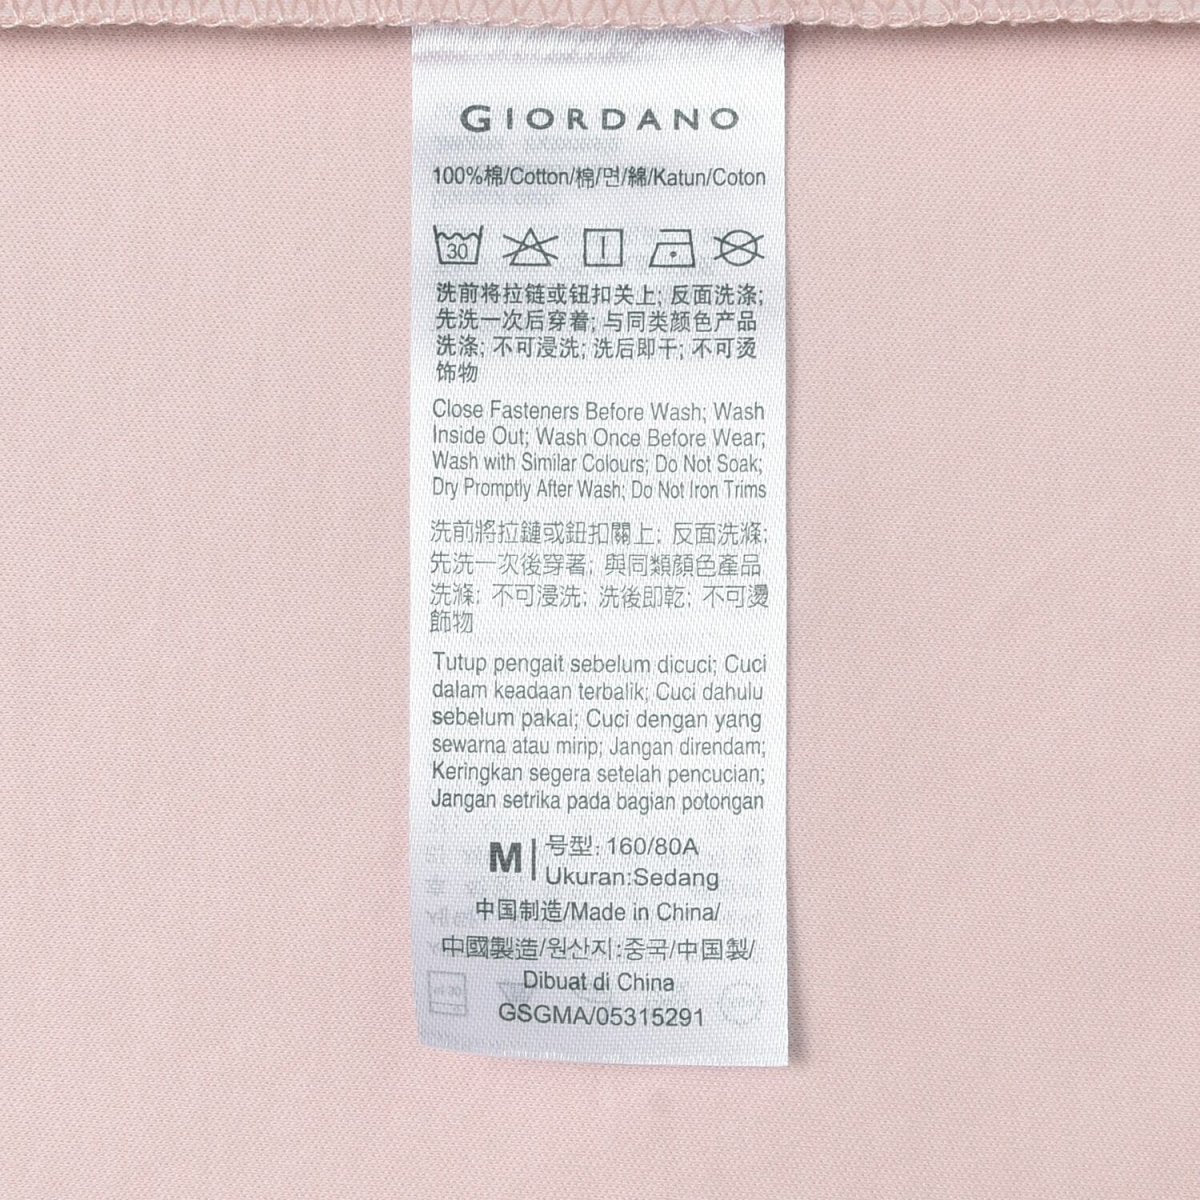 GIORDANO
100%棉/Cotton/棉/면/綿/Katun/Coton
30
洗前将拉链或钮扣关上; 反面洗涤;
先洗一次后穿着; 与同类颜色产品
洗涤; 不可浸洗; 洗后即干; 不可烫
饰物
Close Fasteners Before Wash; Wash
Inside Out; Wash Once Before Wear;
Wash with Similar Colours; Do Not Soak;
Dry Promptly After Wash; Do Not Iron Trims
洗前將拉鏈或鈕扣關上; 反面洗滌;
先洗一次後穿著; 與同類顏色產品
洗滌; 不可浸洗; 洗後即乾; 不可燙
飾物
Tutup pengait sebelum dicuci; Cuci
dalam keadaan terbalik; Cuci dahulu
sebelum pakai; Cuci dengan yang
sewarna atau mirip; Jangan direndam;
Keringkan segera setelah pencucian;
Jangan setrika pada bagian potongan
M 号型: 160/80A
Ukuran:Sedang
中国制造/Made in China/
中國製造/원산지:중국/中国製/
Dibuat di China
GSGMA/05315291